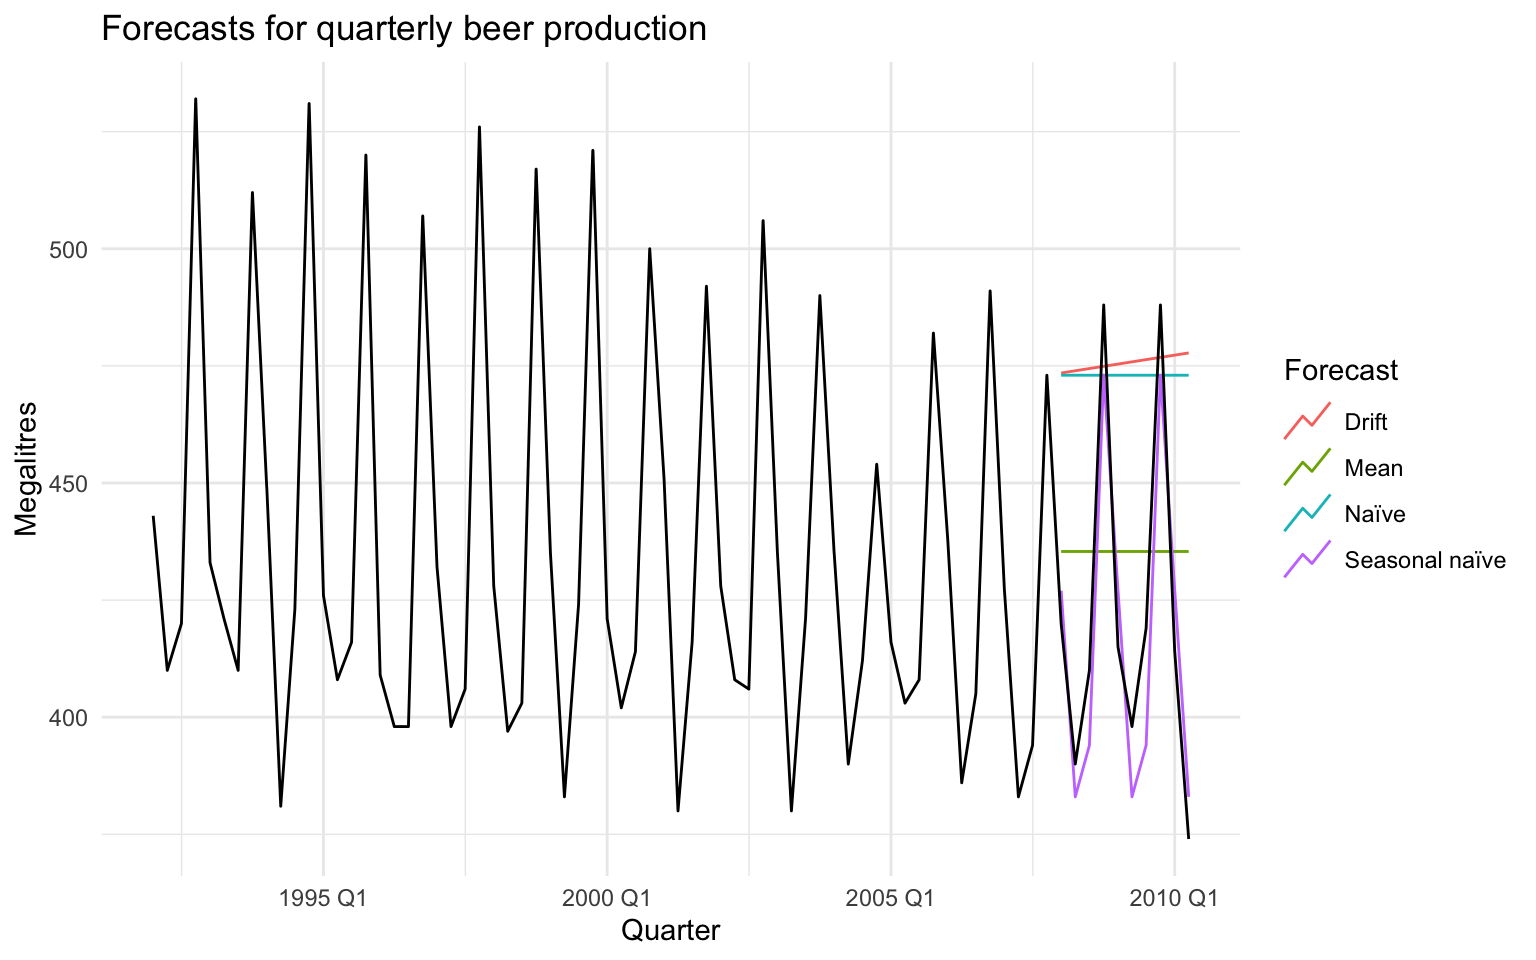 Forecasts for quarterly beer production
500
450
400
Megalitres
1995 Q1
2000 Q1
2005 Q1
2010 Q1
Quarter
Forecast
Drift
Mean
Naïve
Seasonal naïve